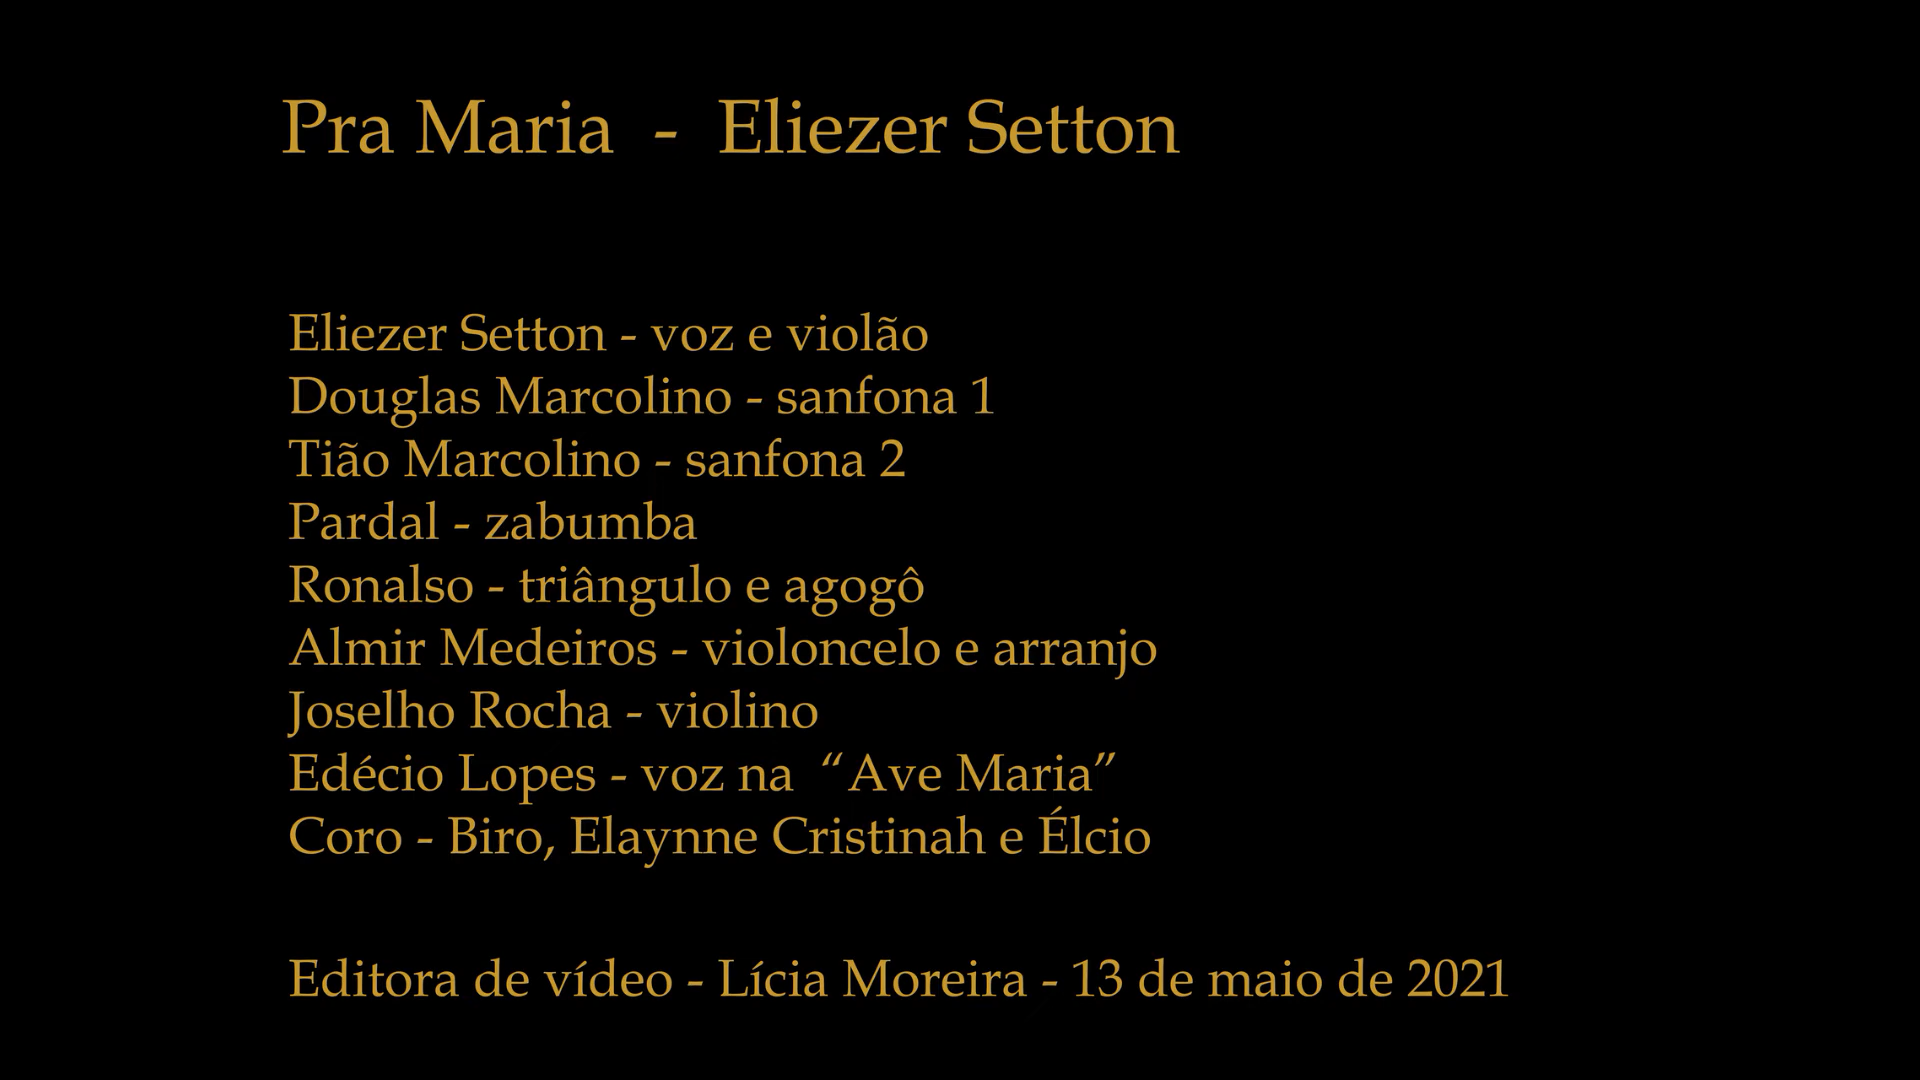 Pra Maria - Eliezer Setton
Eliezer Setton - voz e violão
Douglas Marcolino - sanfona 1
Tião Marcolino - sanfona 2
Pardal - zabumba
Ronalso - triângulo e agogô
Almir Medeiros - violoncelo e arranjo
Joselho Rocha - violino
Edécio Lopes - voz na “Ave Maria”
Coro - Biro, Elaynne Cristinah e Élcio
Editora de vídeo - Lícia Moreira - 13 de maio de 2021